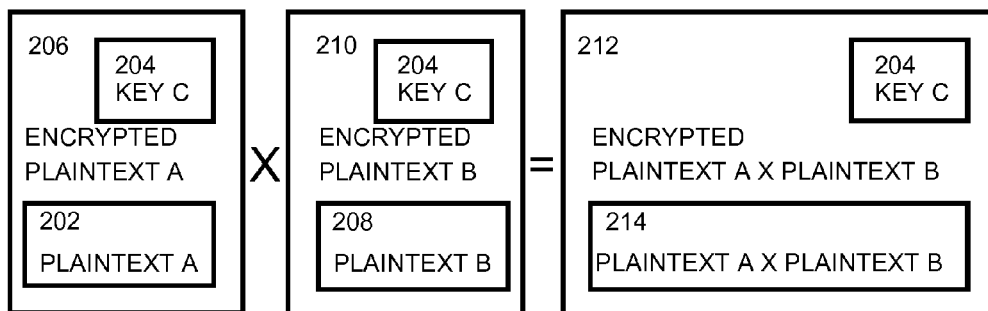 206
204
KEY C
ENCRYPTED
PLAINTEXT A
202
PLAINTEXT A
X
210
204
KEY C
ENCRYPTED
PLAINTEXT B
208
PLAINTEXT B
=
212
204
KEY C
ENCRYPTED
PLAINTEXT A X PLAINTEXT B
214
PLAINTEXT A X PLAINTEXT B